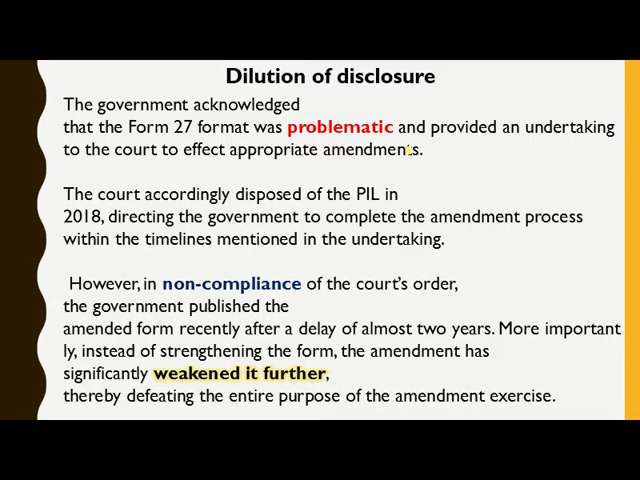 Dilution of disclosure
The government acknowledged
that the Form 27 format was problematic and provided an undertaking
to the court to effect appropriate amendments.
The court accordingly disposed of the PIL in
2018, directing the government to complete the amendment process
within the timelines mentioned in the undertaking.
However, in non-compliance of the court's order,
the government published the
amended form recently after a delay of almost two years. More important
ly, instead of strengthening the form, the amendment has
significantly weakened it further,
thereby defeating the entire purpose of the amendment exercise.